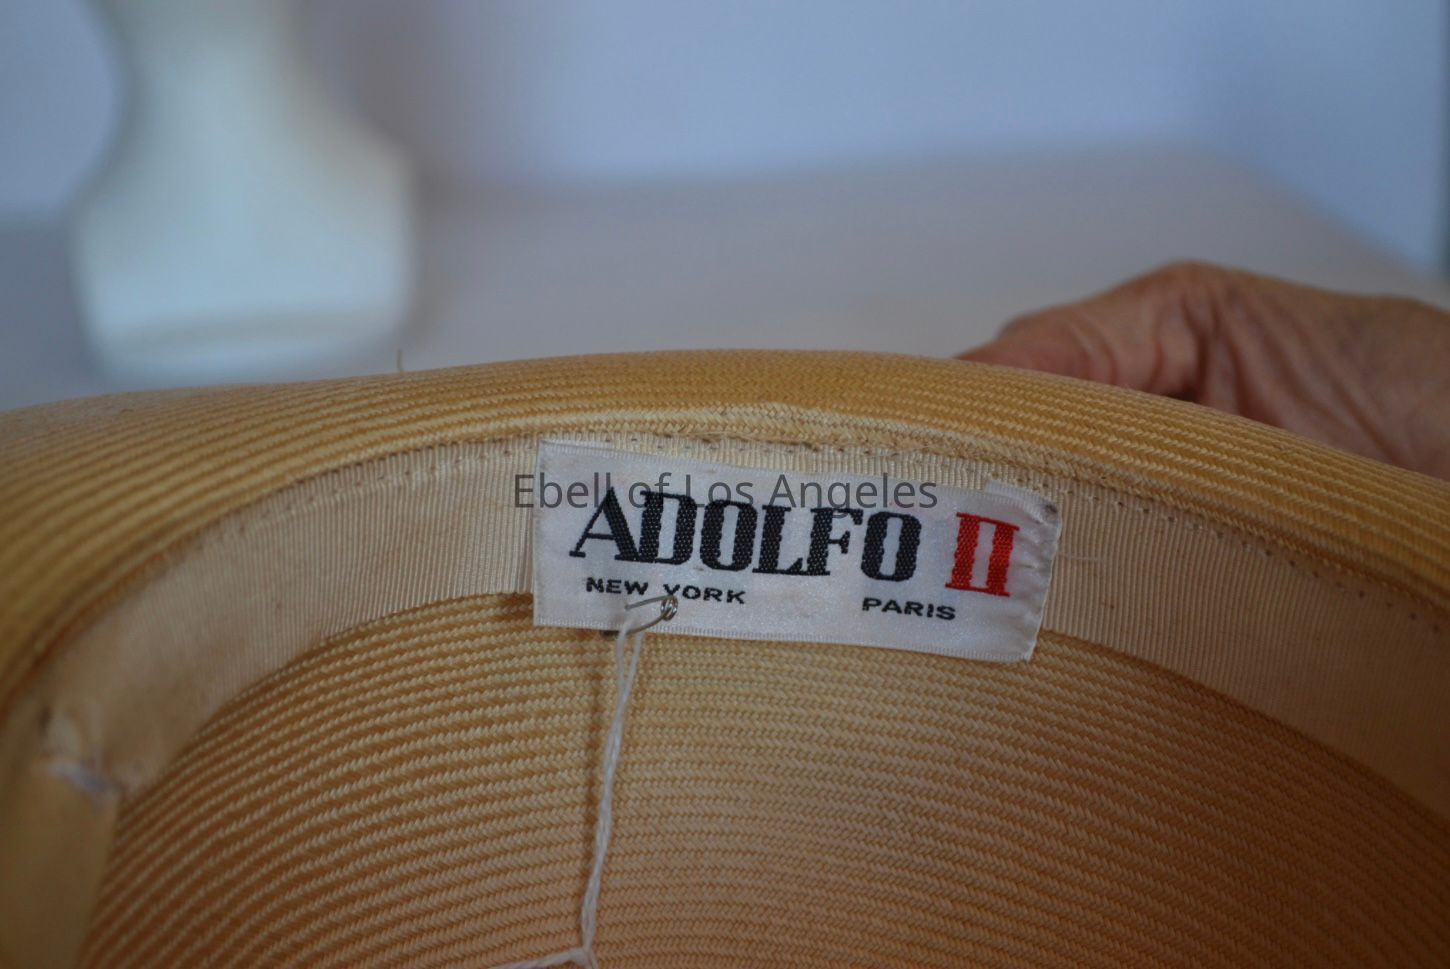 Ebell of Los Angeles
ADOLFO II
NEW YORK PARIS